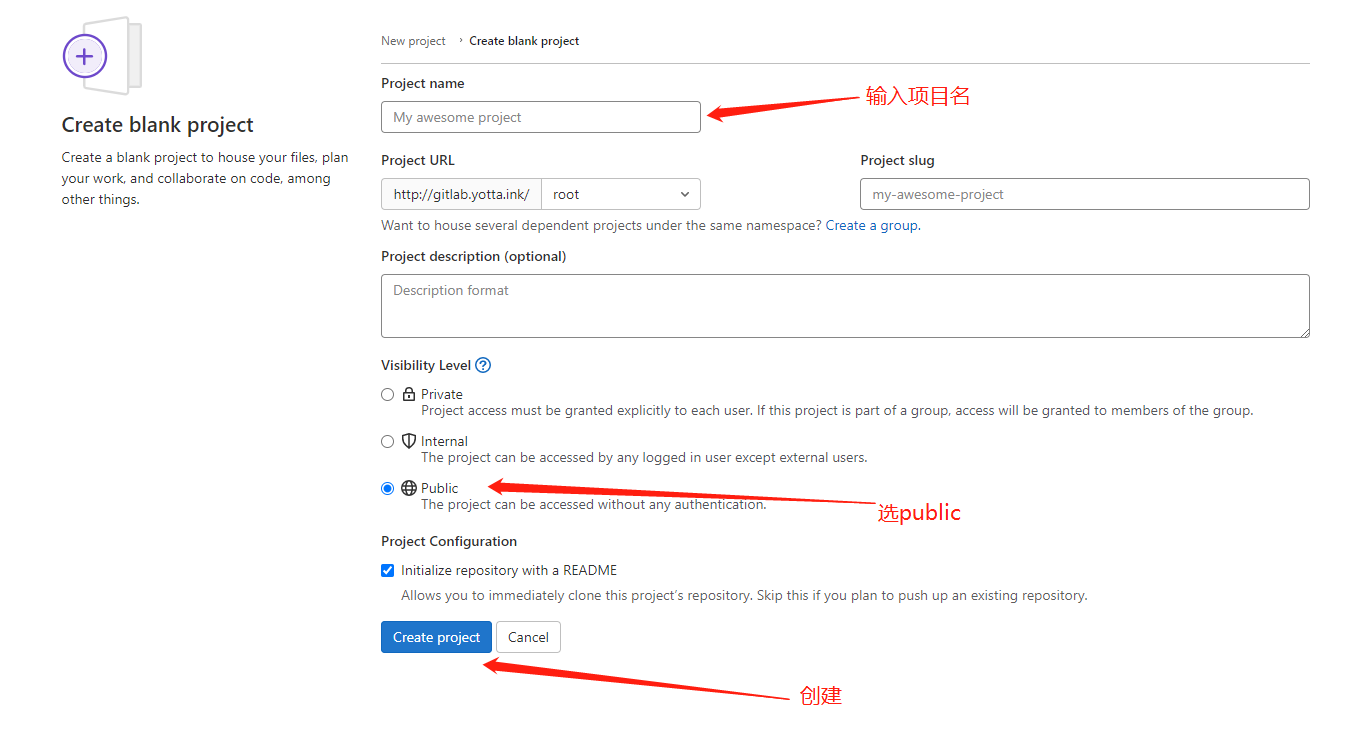 New project › Create blank project
Create blank project
Create a blank project to house your files, plan
your work, and collaborate on code, among
other things.
Project name
My awesome project
输入项目名
Project URL
Project slug
http://gitlab.yotta.ink/ root
my-awesome-project
Want to house several dependent projects under the same namespace? Create a group.
Project description (optional)
Description format
Visibility Level ?
Private
Project access must be granted explicitly to each user. If this project is part of a group, access will be granted to members of the group.
Internal
The project can be accessed by any logged in user except external users.
Public
The project can be accessed without any authentication.
选public
Project Configuration
Initialize repository with a README
Allows you to immediately clone this project's repository. Skip this if you plan to push up an existing repository.
Create project Cancel
创建